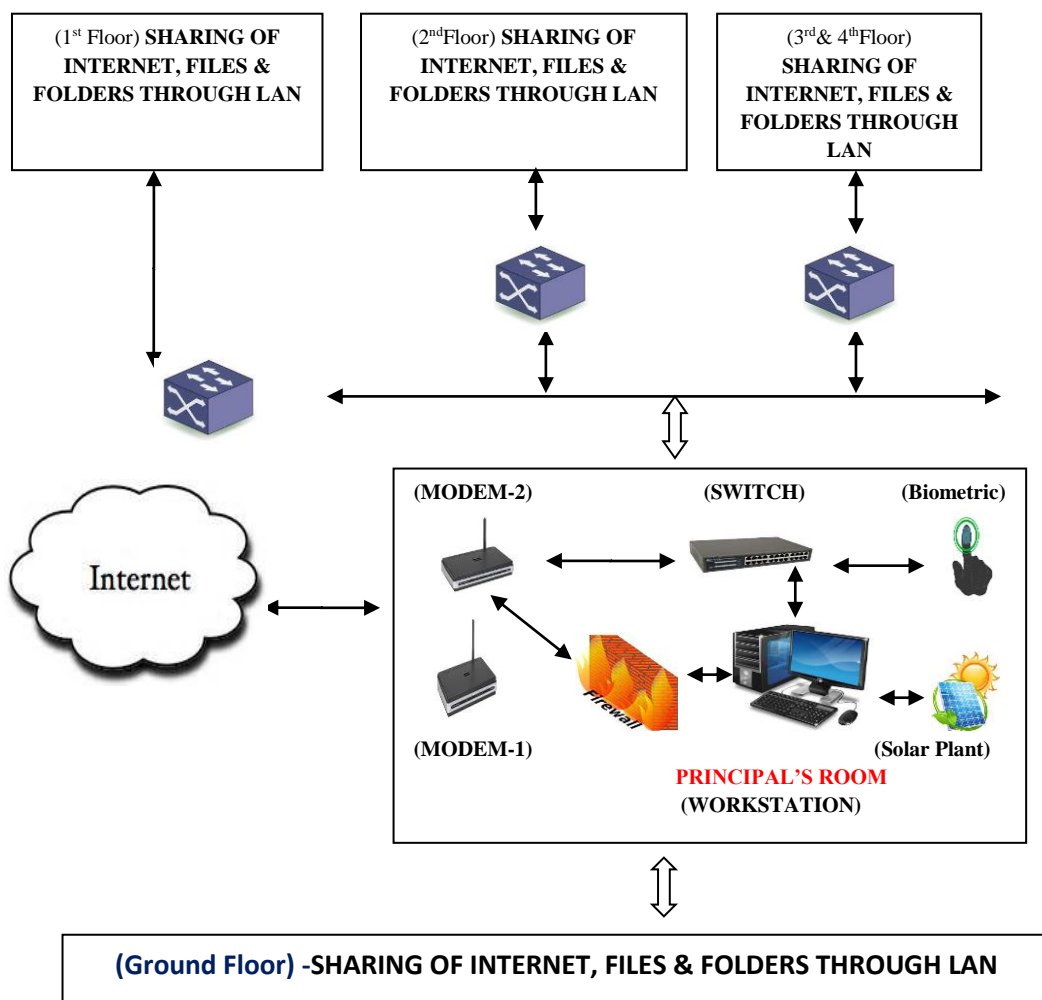 (1st Floor) SHARING OF
INTERNET, FILES &
FOLDERS THROUGH LAN
(2ndFloor) SHARING OF
INTERNET, FILES &
FOLDERS THROUGH LAN
(3rd& 4thFloor)
SHARING OF
INTERNET, FILES &
FOLDERS THROUGH
LAN
Internet
(MODEM-2)
(SWITCH)
(Biometric)
Firewall
(MODEM-1)
(Solar Plant)
PRINCIPAL’S ROOM
(WORKSTATION)
(Ground Floor) -SHARING OF INTERNET, FILES & FOLDERS THROUGH LAN